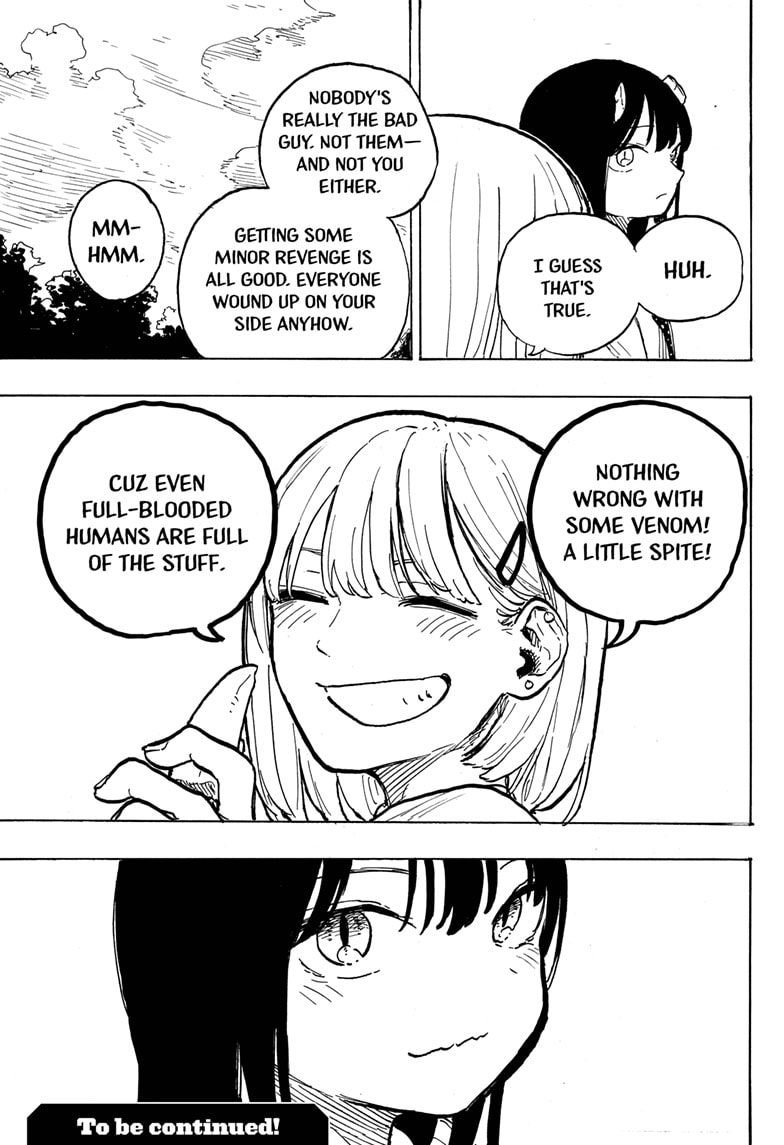 HUH.
I GUESS
THAT'S
TRUE.
NOBODY'S
REALLY THE BAD
GUY. NOT THEM—
AND NOT YOU
EITHER.
GETTING SOME
MINOR REVENGE IS
ALL GOOD. EVERYONE
WOUND UP ON YOUR
SIDE ANYHOW.
MM-
HMM.
NOTHING
WRONG WITH
SOME VENOM!
A LITTLE SPITE!
CUZ EVEN
FULL-BLOODED
HUMANS ARE FULL
OF THE STUFF.
To be continued!